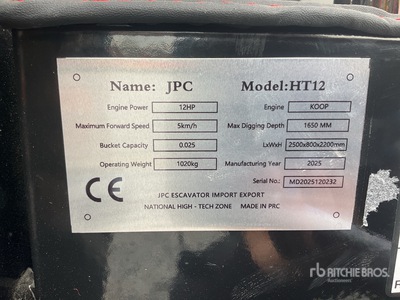 Name: JPC Model:HT12
Engine Power 12HP Engine KOOP
Maximum Forward Speed 5km/h Max Digging Depth 1650 MM
Bucket Capacity 0.025 LxWxH 2500x800x2200mm
Operating Weight 1020kg Manufacturing Year 2025
Serial No.: MD2025120232
CE
JPC ESCAVATOR IMPORT EXPORT
NATIONAL HIGH - TECH ZONE MADE IN PRC
rb RITCHIE BROS.
Auctioneers